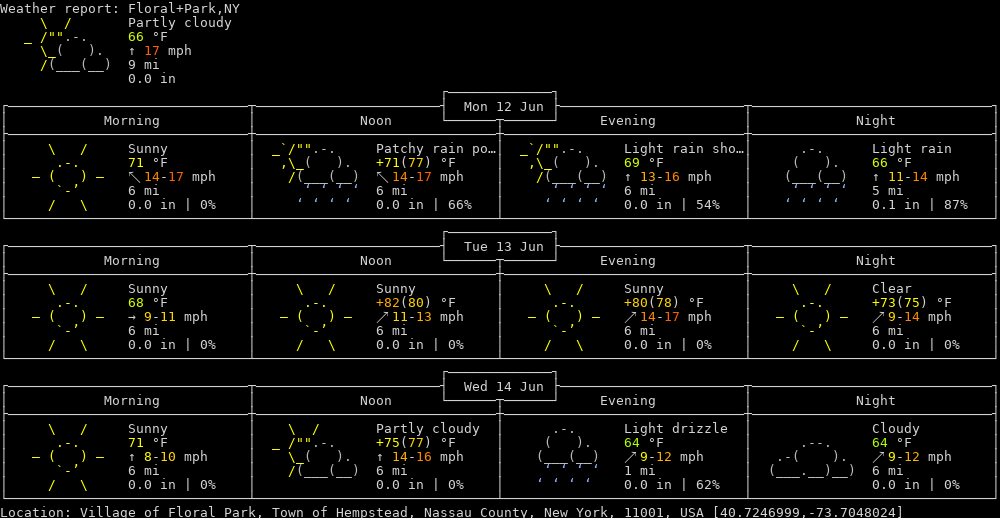 Weather report: Floral+Park,NY
Partly cloudy
66 °F
↑ 17 mph
9 mi
0.0 in
Mon 12 Jun
Morning Noon Evening Night
Sunny Patchy rain po… Light rain sho… Light rain
71 °F +71(77) °F 69 °F 66 °F
↖ 14-17 mph ↖ 14-17 mph ↑ 13-16 mph ↑ 11-14 mph
6 mi 6 mi 6 mi 5 mi
0.0 in | 0% 0.0 in | 66% 0.0 in | 54% 0.1 in | 87%
Tue 13 Jun
Morning Noon Evening Night
Sunny Sunny Sunny Clear
68 °F +82(80) °F +80(78) °F +73(75) °F
→ 9-11 mph ↗ 11-13 mph ↗ 14-17 mph ↗ 9-14 mph
6 mi 6 mi 6 mi 6 mi
0.0 in | 0% 0.0 in | 0% 0.0 in | 0% 0.0 in | 0%
Wed 14 Jun
Morning Noon Evening Night
Sunny Partly cloudy Light drizzle Cloudy
71 °F +75(77) °F 64 °F 64 °F
↑ 8-10 mph ↑ 14-16 mph ↗ 9-12 mph ↗ 9-12 mph
6 mi 6 mi 1 mi 6 mi
0.0 in | 0% 0.0 in | 0% 0.0 in | 62% 0.0 in | 0%
Location: Village of Floral Park, Town of Hempstead, Nassau County, New York, 11001, USA [40.7246999,-73.7048024]